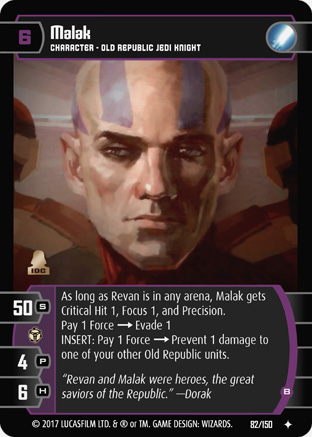 6
Malak
CHARACTER - OLD REPUBLIC JEDI KNIGHT
IDC
50 S
4 P
6 H
As long as Revan is in any arena, Malak gets
Critical Hit 1, Focus 1, and Precision.
Pay 1 Force → Evade 1
INSERT: Pay 1 Force → Prevent 1 damage to
one of your other Old Republic units.
"Revan and Malak were heroes, the great
saviors of the Republic." —Dorak
B
© 2017 LUCASFILM LTD. & ® or TM. GAME DESIGN: WIZARDS.
82/150